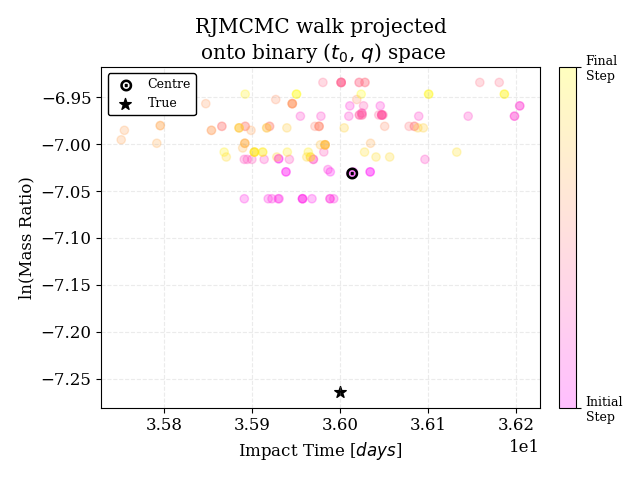 RJMCMC walk projected
onto binary (t₀, q) space
Centre
True
Final
Step
Initial
Step
ln(Mass Ratio)
−6.95
−7.00
−7.05
−7.10
−7.15
−7.20
−7.25
3.58
3.59
3.60
3.61
3.62
1e1
Impact Time [days]